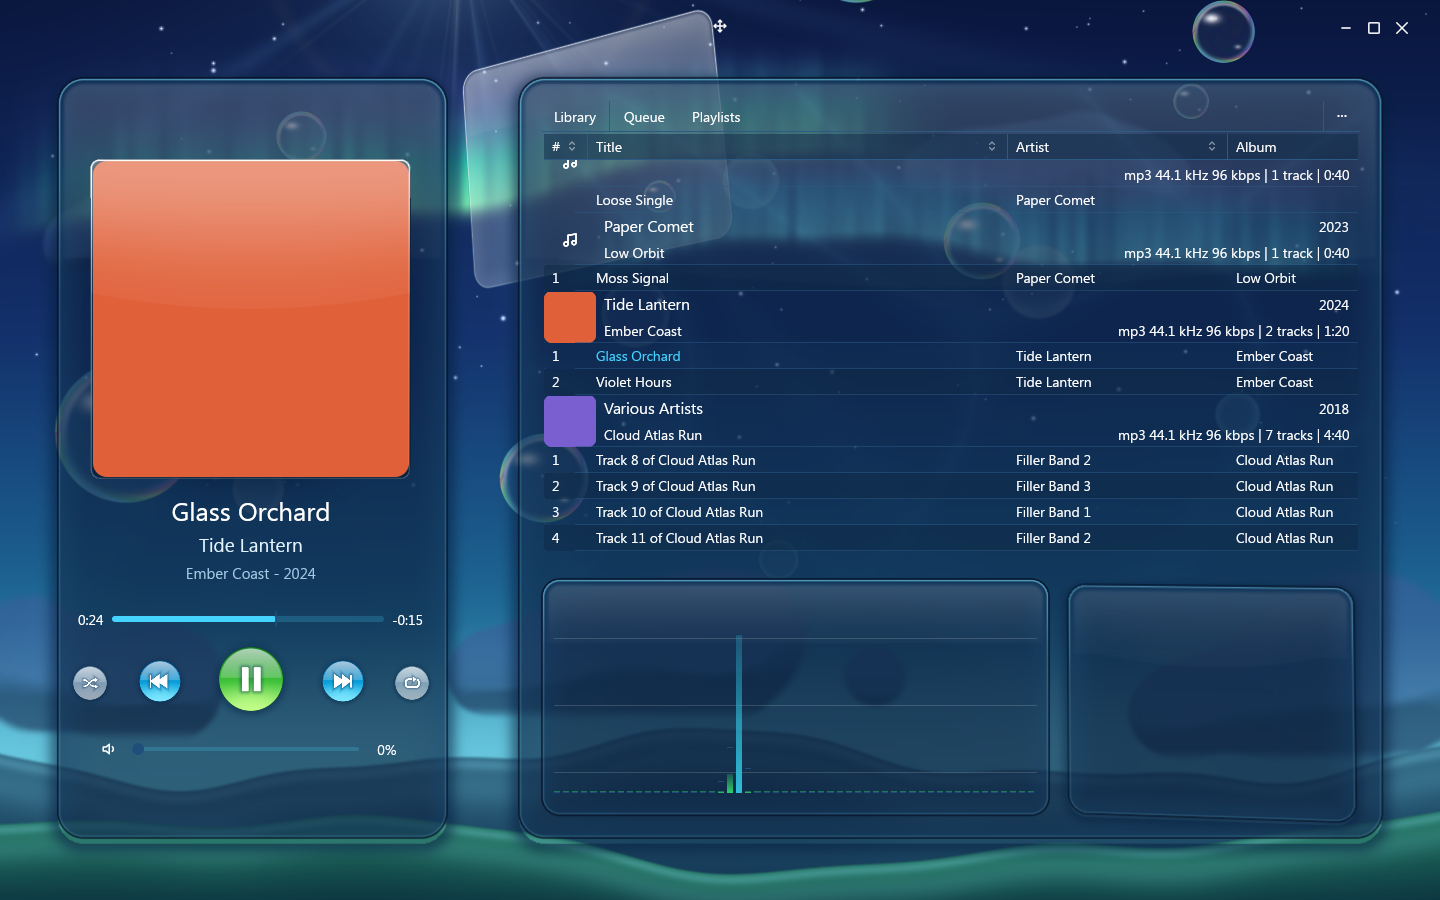 Glass Orchard
Tide Lantern
Ember Coast - 2024
0:24 -0:15
0%
Library Queue Playlists ...
# Title Artist Album
mp3 44.1 kHz 96 kbps | 1 track | 0:40
Loose Single Paper Comet
Paper Comet 2023
Low Orbit mp3 44.1 kHz 96 kbps | 1 track | 0:40
1 Moss Signal Paper Comet Low Orbit
Tide Lantern 2024
Ember Coast mp3 44.1 kHz 96 kbps | 2 tracks | 1:20
1 Glass Orchard Tide Lantern Ember Coast
2 Violet Hours Tide Lantern Ember Coast
Various Artists 2018
Cloud Atlas Run mp3 44.1 kHz 96 kbps | 7 tracks | 4:40
1 Track 8 of Cloud Atlas Run Filler Band 2 Cloud Atlas Run
2 Track 9 of Cloud Atlas Run Filler Band 3 Cloud Atlas Run
3 Track 10 of Cloud Atlas Run Filler Band 1 Cloud Atlas Run
4 Track 11 of Cloud Atlas Run Filler Band 2 Cloud Atlas Run